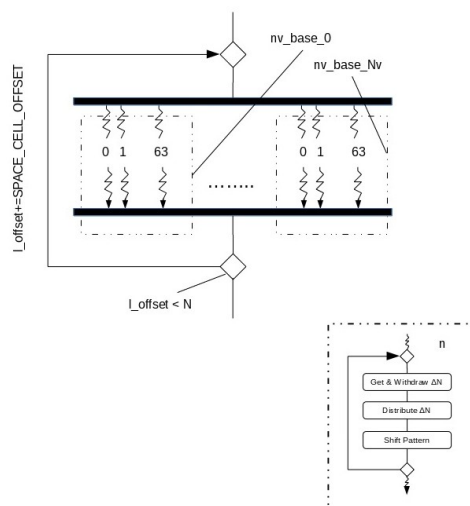 nv_base_0
nv_base_Nv
l_offset+=SPACE_CELL_OFFSET
0 1 63
0 1 63
........
l_offset < N
n
Get & Withdraw ΔN
Distribute ΔN
Shift Pattern